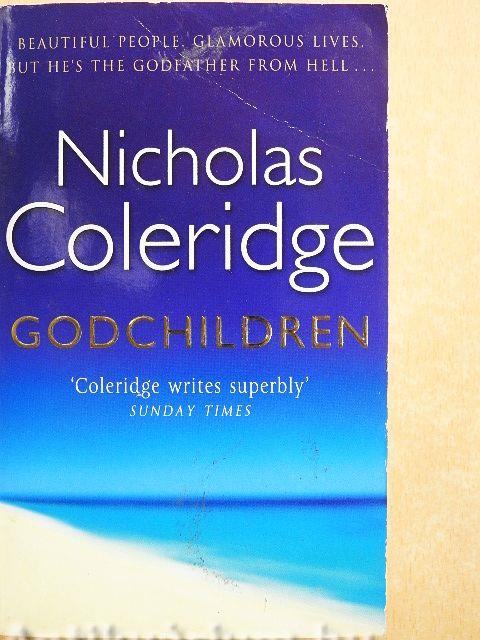 BEAUTIFUL PEOPLE. GLAMOROUS LIVES.
BUT HE'S THE GODFATHER FROM HELL...
Nicholas
Coleridge
GODCHILDREN
'Coleridge writes superbly'
SUNDAY TIMES